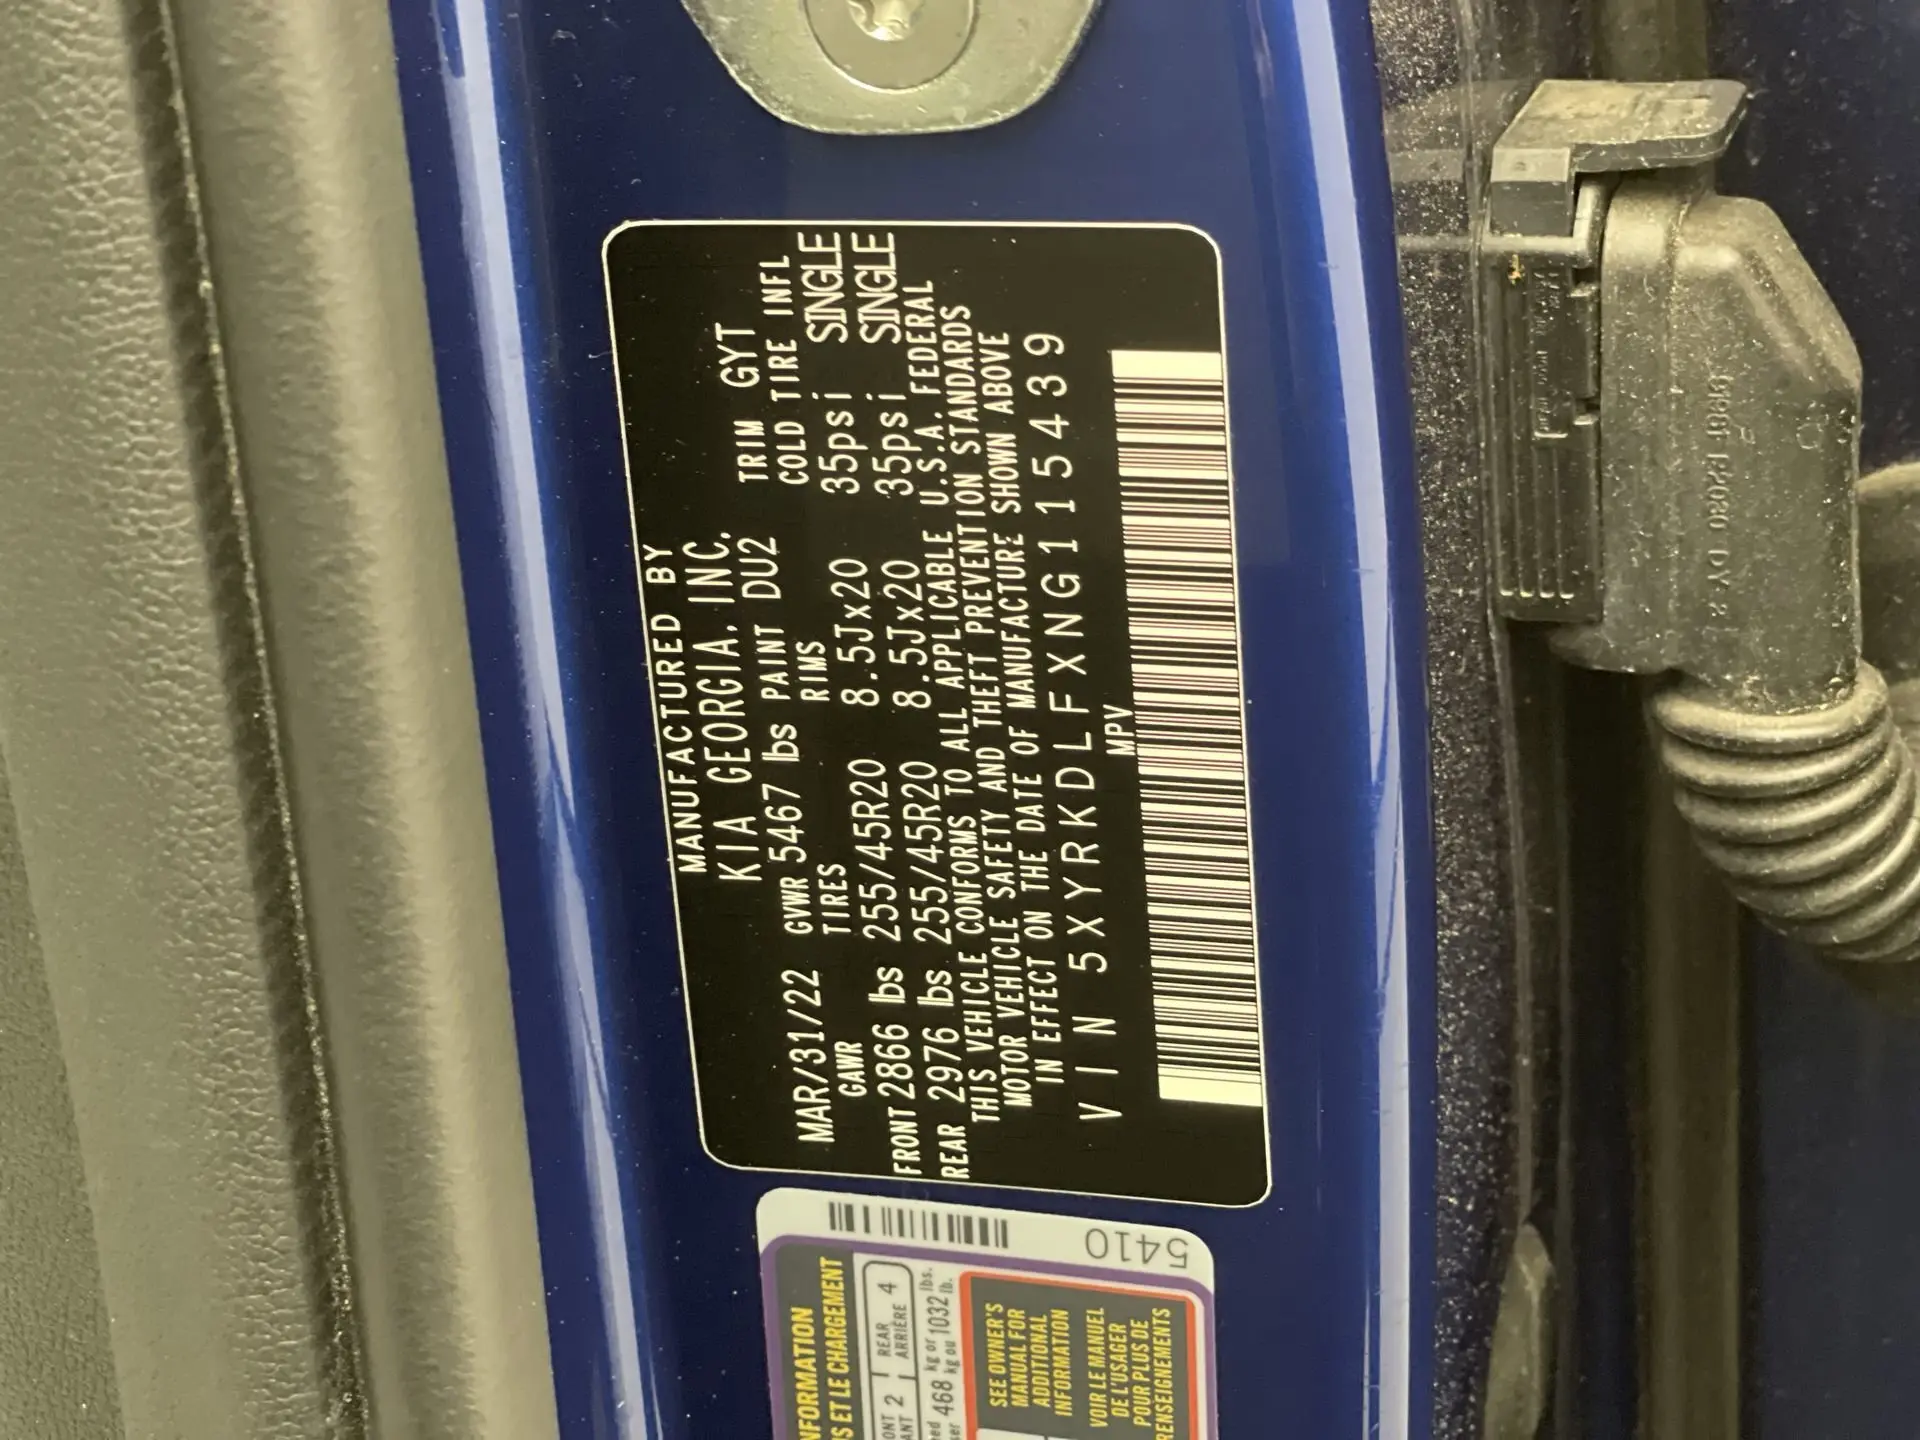 MANUFACTURED BY
KIA GEORGIA, INC.
MAR/31/22 GVWR 5467 lbs PAINT DU2 TRIM GYT
GAWR TIRES RIMS COLD TIRE INFL
FRONT 2866 lbs 255/45R20 8.5Jx20 35psi SINGLE
REAR 2976 lbs 255/45R20 8.5Jx20 35psi SINGLE
THIS VEHICLE CONFORMS TO ALL APPLICABLE U.S.A. FEDERAL
MOTOR VEHICLE SAFETY AND THEFT PREVENTION STANDARDS
IN EFFECT ON THE DATE OF MANUFACTURE SHOWN ABOVE
VIN 5XYRKDLFXNG115439
MPV
5410
INFORMATION
ET LE CHARGEMENT
2 REAR 4
ARRIÈRE
468 kg or 1032 lbs.
kg ou lb.
SEE OWNER'S
MANUAL FOR
ADDITIONAL
INFORMATION
VOIR LE MANUEL
DE L'USAGER
POUR PLUS DE
RENSEIGNEMENTS